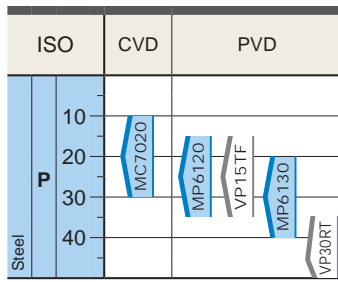 ISO CVD PVD
10
20
30
40
Steel
P
MC7020
MP6120
VP15TF
MP6130
VP30RT